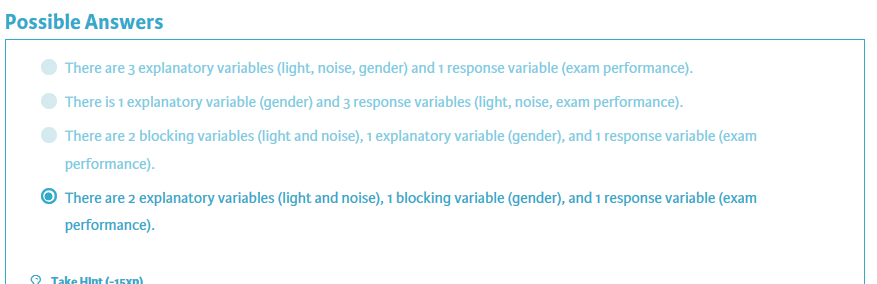 Possible Answers
There are 3 explanatory variables (light, noise, gender) and 1 response variable (exam performance).
There is 1 explanatory variable (gender) and 3 response variables (light, noise, exam performance).
There are 2 blocking variables (light and noise), 1 explanatory variable (gender), and 1 response variable (exam
performance).
There are 2 explanatory variables (light and noise), 1 blocking variable (gender), and 1 response variable (exam
performance).
Take Hint (-15xp)